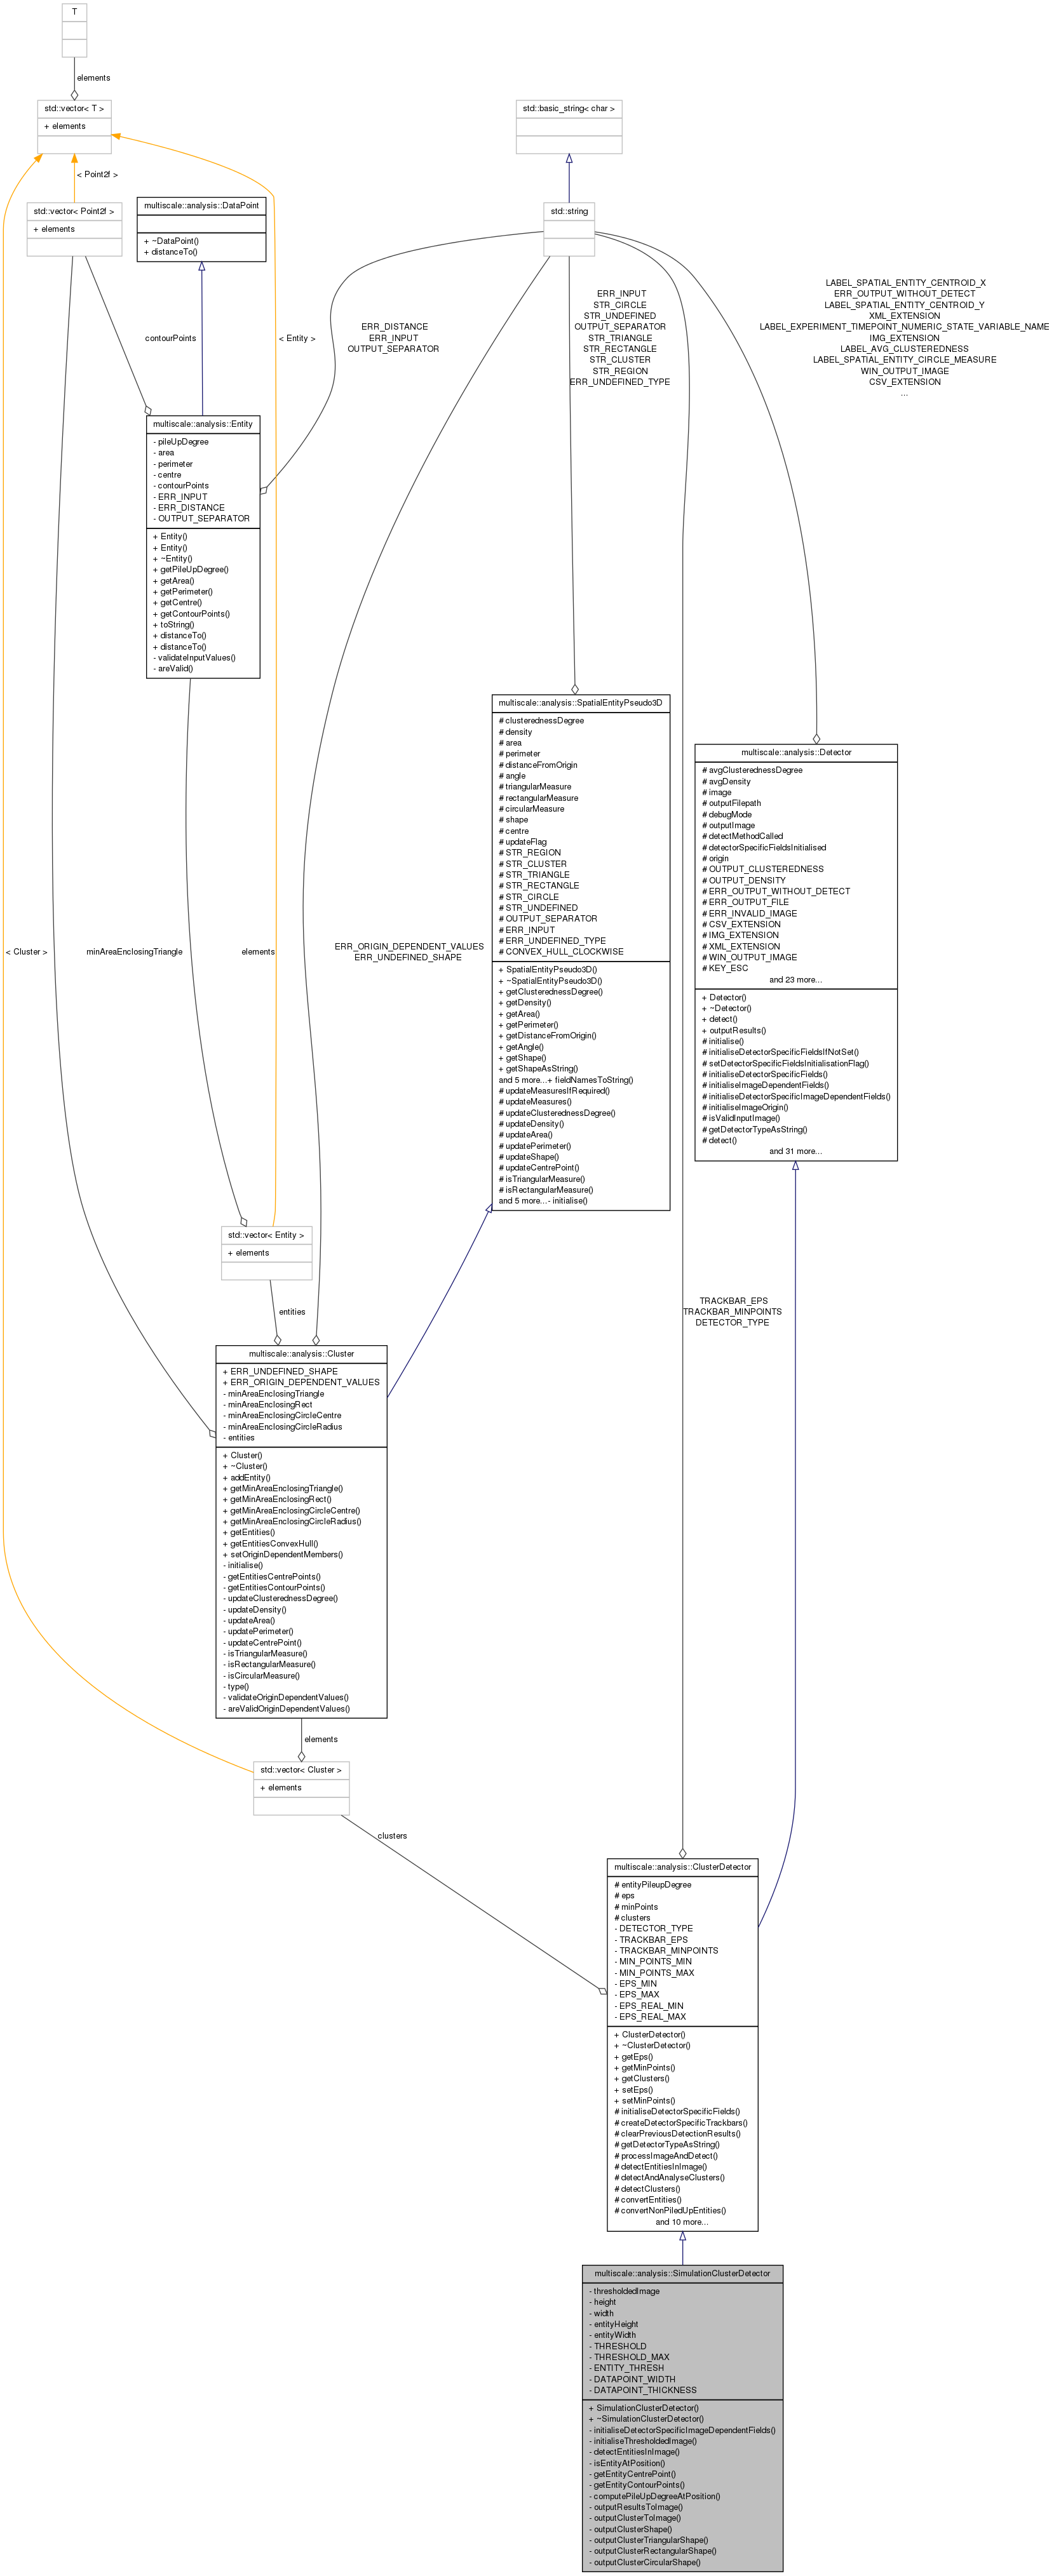 T
elements
std::vector< T >
+ elements
std::basic_string< char >
< Point2f >
std::vector< Point2f >
+ elements
multiscale::analysis::DataPoint
+ ~DataPoint()
+ distanceTo()
std::string
contourPoints
< Entity >
ERR_DISTANCE
ERR_INPUT
OUTPUT_SEPARATOR
ERR_INPUT
STR_CIRCLE
STR_UNDEFINED
OUTPUT_SEPARATOR
STR_TRIANGLE
STR_RECTANGLE
STR_CLUSTER
STR_REGION
ERR_UNDEFINED_TYPE
LABEL_SPATIAL_ENTITY_CENTROID_X
ERR_OUTPUT_WITHOUT_DETECT
LABEL_SPATIAL_ENTITY_CENTROID_Y
XML_EXTENSION
LABEL_EXPERIMENT_TIMEPOINT_NUMERIC_STATE_VARIABLE_NAME
IMG_EXTENSION
LABEL_AVG_CLUSTEREDNESS
LABEL_SPATIAL_ENTITY_CIRCLE_MEASURE
WIN_OUTPUT_IMAGE
CSV_EXTENSION
...
multiscale::analysis::Entity
- pileUpDegree
- area
- perimeter
- centre
- contourPoints
- ERR_INPUT
- ERR_DISTANCE
- OUTPUT_SEPARATOR
+ Entity()
+ Entity()
+ ~Entity()
+ getPileUpDegree()
+ getArea()
+ getPerimeter()
+ getCentre()
+ getContourPoints()
+ toString()
+ distanceTo()
+ distanceTo()
- validateInputValues()
- areValid()
multiscale::analysis::SpatialEntityPseudo3D
# clusterednessDegree
# density
# area
# perimeter
# distanceFromOrigin
# angle
# triangularMeasure
# rectangularMeasure
# circularMeasure
# shape
# centre
# updateFlag
# STR_REGION
# STR_CLUSTER
# STR_TRIANGLE
# STR_RECTANGLE
# STR_CIRCLE
# STR_UNDEFINED
# OUTPUT_SEPARATOR
# ERR_INPUT
# ERR_UNDEFINED_TYPE
# CONVEX_HULL_CLOCKWISE
+ SpatialEntityPseudo3D()
+ ~SpatialEntityPseudo3D()
+ getClusterednessDegree()
+ getDensity()
+ getArea()
+ getPerimeter()
+ getDistanceFromOrigin()
+ getAngle()
+ getShape()
+ getShapeAsString()
and 5 more...+ fieldNamesToString()
# updateMeasuresIfRequired()
# updateMeasures()
# updateClusterednessDegree()
# updateDensity()
# updateArea()
# updatePerimeter()
# updateShape()
# updateCentrePoint()
# isTriangularMeasure()
# isRectangularMeasure()
and 5 more...- initialise()
multiscale::analysis::Detector
# avgClusterednessDegree
# avgDensity
# image
# outputFilepath
# debugMode
# outputImage
# detectMethodCalled
# detectorSpecificFieldsInitialised
# origin
# OUTPUT_CLUSTEREDNESS
# OUTPUT_DENSITY
# ERR_OUTPUT_WITHOUT_DETECT
# ERR_OUTPUT_FILE
# ERR_INVALID_IMAGE
# CSV_EXTENSION
# IMG_EXTENSION
# XML_EXTENSION
# WIN_OUTPUT_IMAGE
# KEY_ESC
and 23 more...
+ Detector()
+ ~Detector()
+ detect()
+ outputResults()
# initialise()
# initialiseDetectorSpecificFieldsIfNotSet()
# setDetectorSpecificFieldsInitialisationFlag()
# initialiseDetectorSpecificFields()
# initialiseImageDependentFields()
# initialiseDetectorSpecificImageDependentFields()
# initialiseImageOrigin()
# isValidInputImage()
# getDetectorTypeAsString()
# detect()
and 31 more...
< Cluster >
minAreaEnclosingTriangle
elements
ERR_ORIGIN_DEPENDENT_VALUES
ERR_UNDEFINED_SHAPE
std::vector< Entity >
+ elements
entities
TRACKBAR_EPS
TRACKBAR_MINPOINTS
DETECTOR_TYPE
multiscale::analysis::Cluster
+ ERR_UNDEFINED_SHAPE
+ ERR_ORIGIN_DEPENDENT_VALUES
- minAreaEnclosingTriangle
- minAreaEnclosingRect
- minAreaEnclosingCircleCentre
- minAreaEnclosingCircleRadius
- entities
+ Cluster()
+ ~Cluster()
+ addEntity()
+ getMinAreaEnclosingTriangle()
+ getMinAreaEnclosingRect()
+ getMinAreaEnclosingCircleCentre()
+ getMinAreaEnclosingCircleRadius()
+ getEntities()
+ getEntitiesConvexHull()
+ setOriginDependentMembers()
- initialise()
- getEntitiesCentrePoints()
- getEntitiesContourPoints()
- updateClusterednessDegree()
- updateDensity()
- updateArea()
- updatePerimeter()
- updateCentrePoint()
- isTriangularMeasure()
- isRectangularMeasure()
- isCircularMeasure()
- type()
- validateOriginDependentValues()
- areValidOriginDependentValues()
elements
std::vector< Cluster >
+ elements
clusters
multiscale::analysis::ClusterDetector
# entityPileupDegree
# eps
# minPoints
# clusters
- DETECTOR_TYPE
- TRACKBAR_EPS
- TRACKBAR_MINPOINTS
- MIN_POINTS_MIN
- MIN_POINTS_MAX
- EPS_MIN
- EPS_MAX
- EPS_REAL_MIN
- EPS_REAL_MAX
+ ClusterDetector()
+ ~ClusterDetector()
+ getEps()
+ getMinPoints()
+ getClusters()
+ setEps()
+ setMinPoints()
# initialiseDetectorSpecificFields()
# createDetectorSpecificTrackbars()
# clearPreviousDetectionResults()
# getDetectorTypeAsString()
# processImageAndDetect()
# detectEntitiesInImage()
# detectAndAnalyseClusters()
# detectClusters()
# convertEntities()
# convertNonPiledUpEntities()
and 10 more...
multiscale::analysis::SimulationClusterDetector
- thresholdedImage
- height
- width
- entityHeight
- entityWidth
- THRESHOLD
- THRESHOLD_MAX
- ENTITY_THRESH
- DATAPOINT_WIDTH
- DATAPOINT_THICKNESS
+ SimulationClusterDetector()
+ ~SimulationClusterDetector()
- initialiseDetectorSpecificImageDependentFields()
- initialiseThresholdedImage()
- detectEntitiesInImage()
- isEntityAtPosition()
- getEntityCentrePoint()
- getEntityContourPoints()
- computePileUpDegreeAtPosition()
- outputResultsToImage()
- outputClusterToImage()
- outputClusterShape()
- outputClusterTriangularShape()
- outputClusterRectangularShape()
- outputClusterCircularShape()